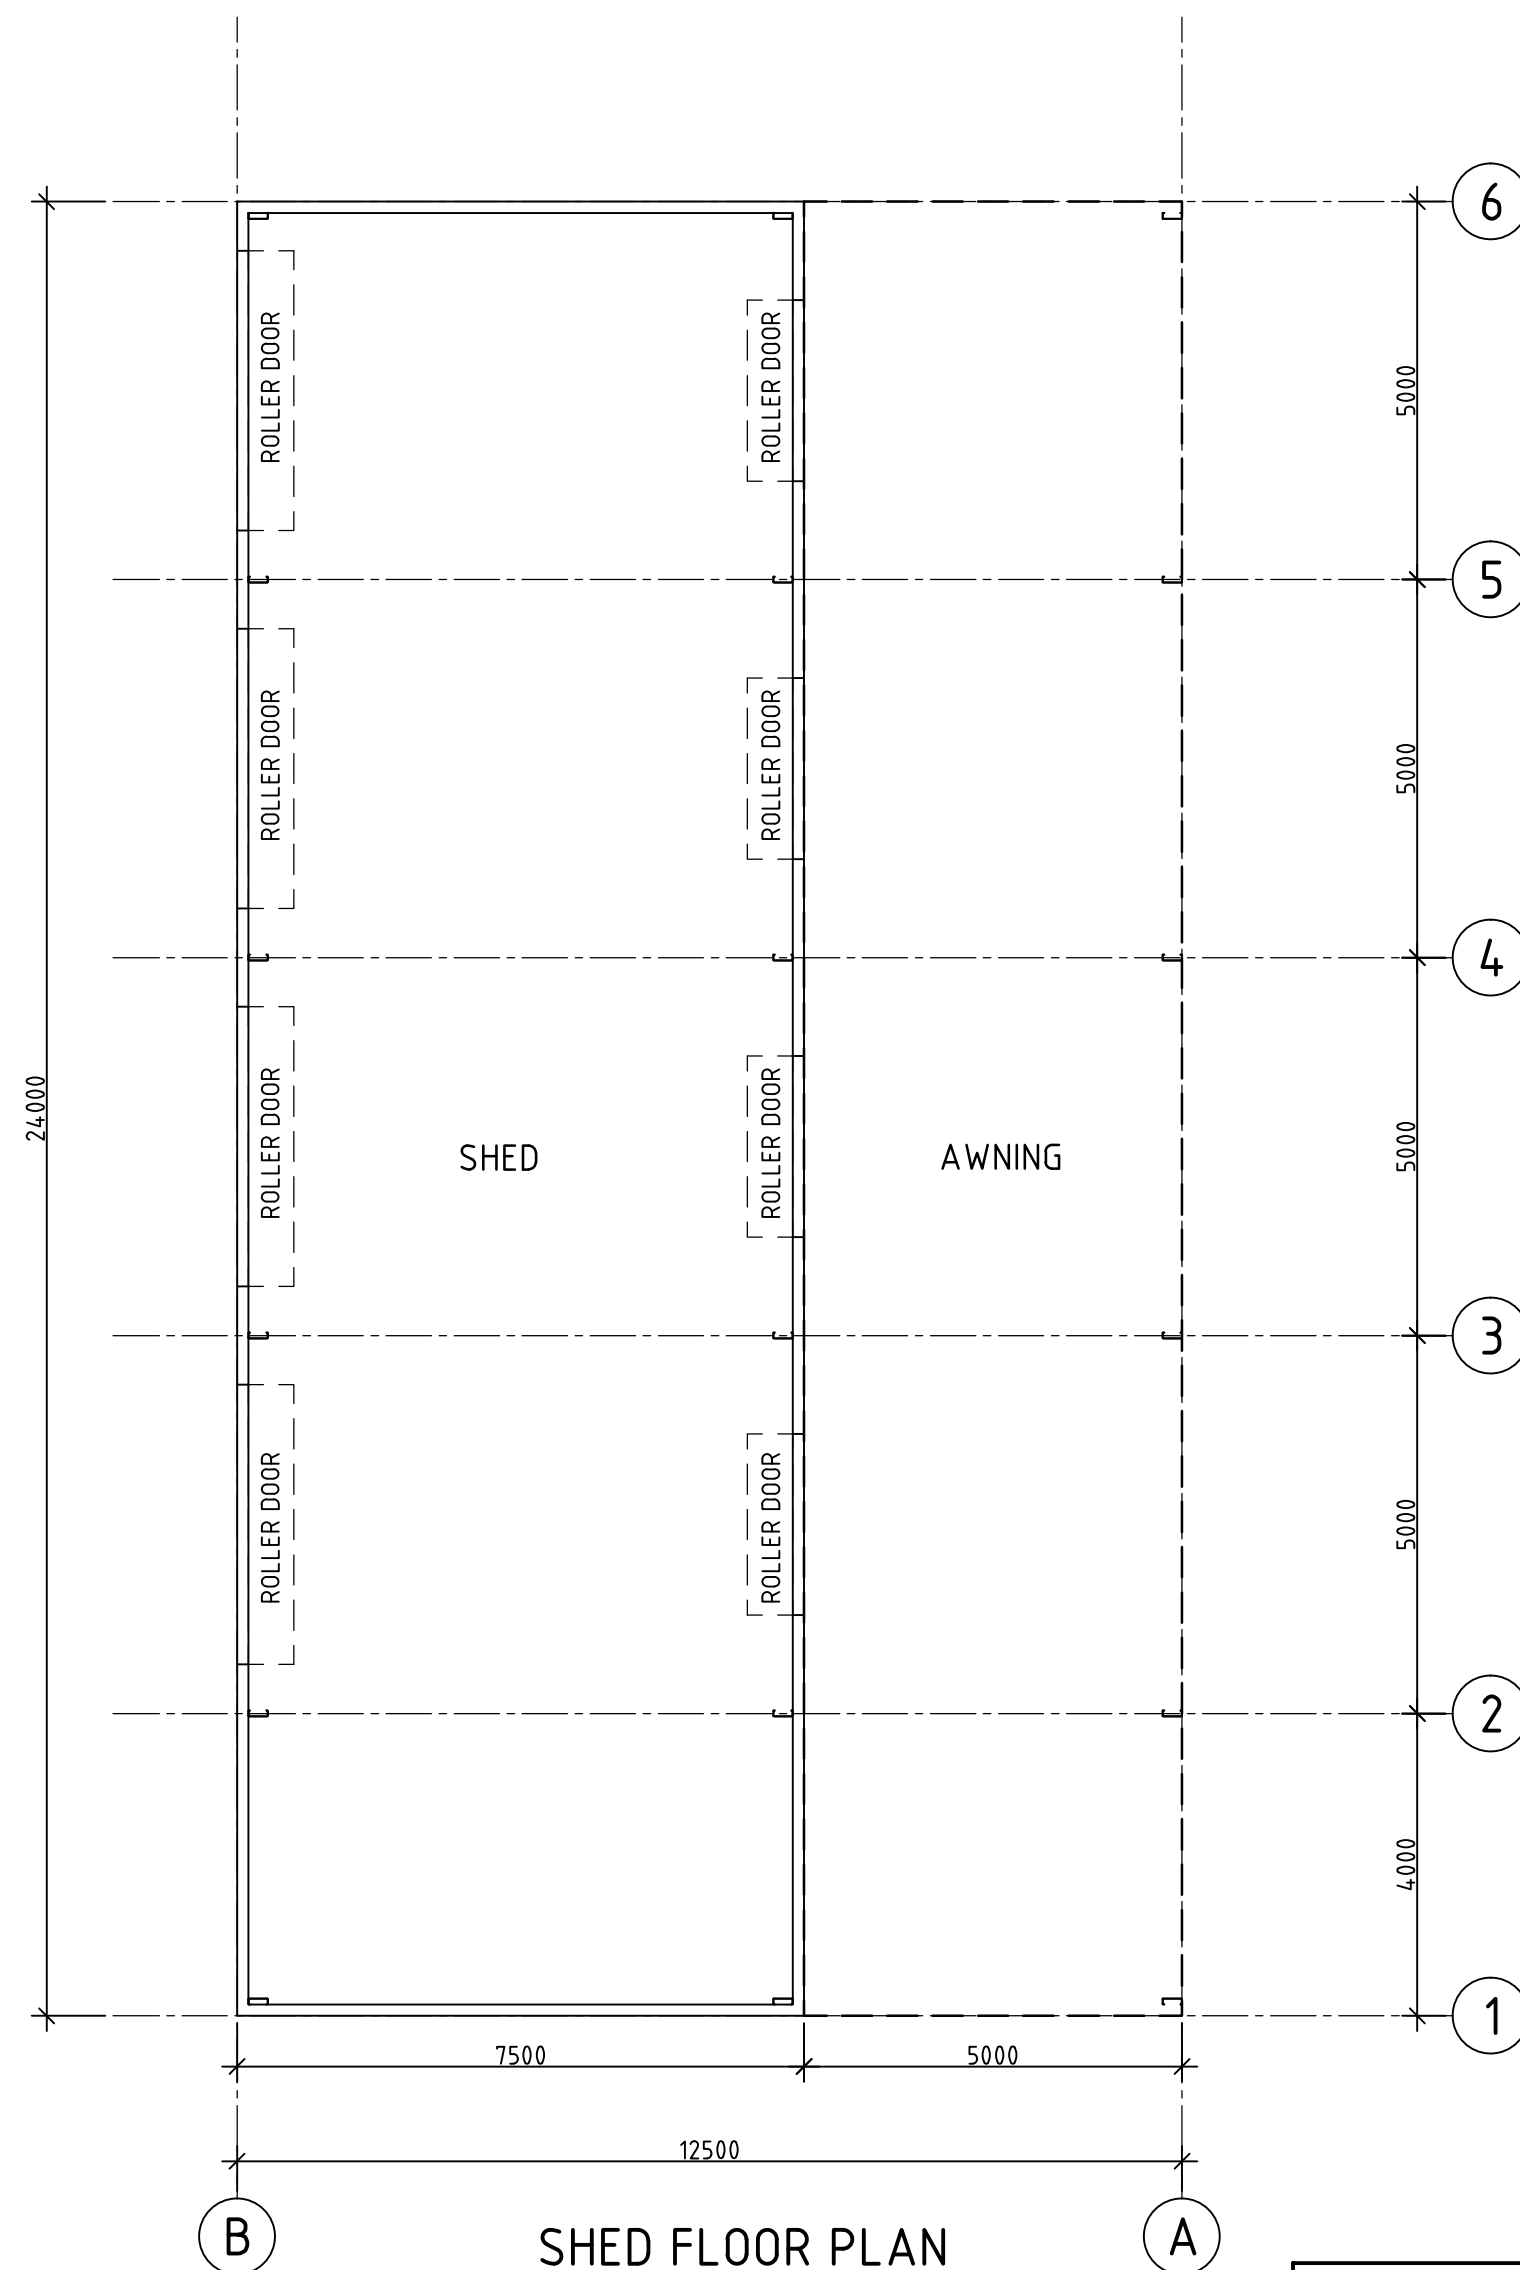 6
ROLLER DOOR
ROLLER DOOR
5000
5
ROLLER DOOR
ROLLER DOOR
5000
4
24000
ROLLER DOOR
SHED
ROLLER DOOR
AWNING
5000
3
ROLLER DOOR
ROLLER DOOR
5000
2
4000
1
7500
5000
12500
B
SHED FLOOR PLAN
A